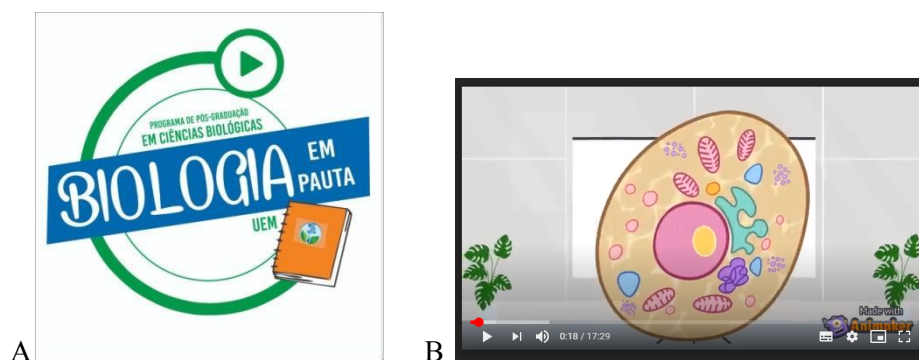 PROGRAMA DE PÓS-GRADUAÇÃO
EM CIÊNCIAS BIOLÓGICAS
BIOLOGIA EM
PAUTA
UEM
A
Made with
Animaker
0:18 / 17:29
B